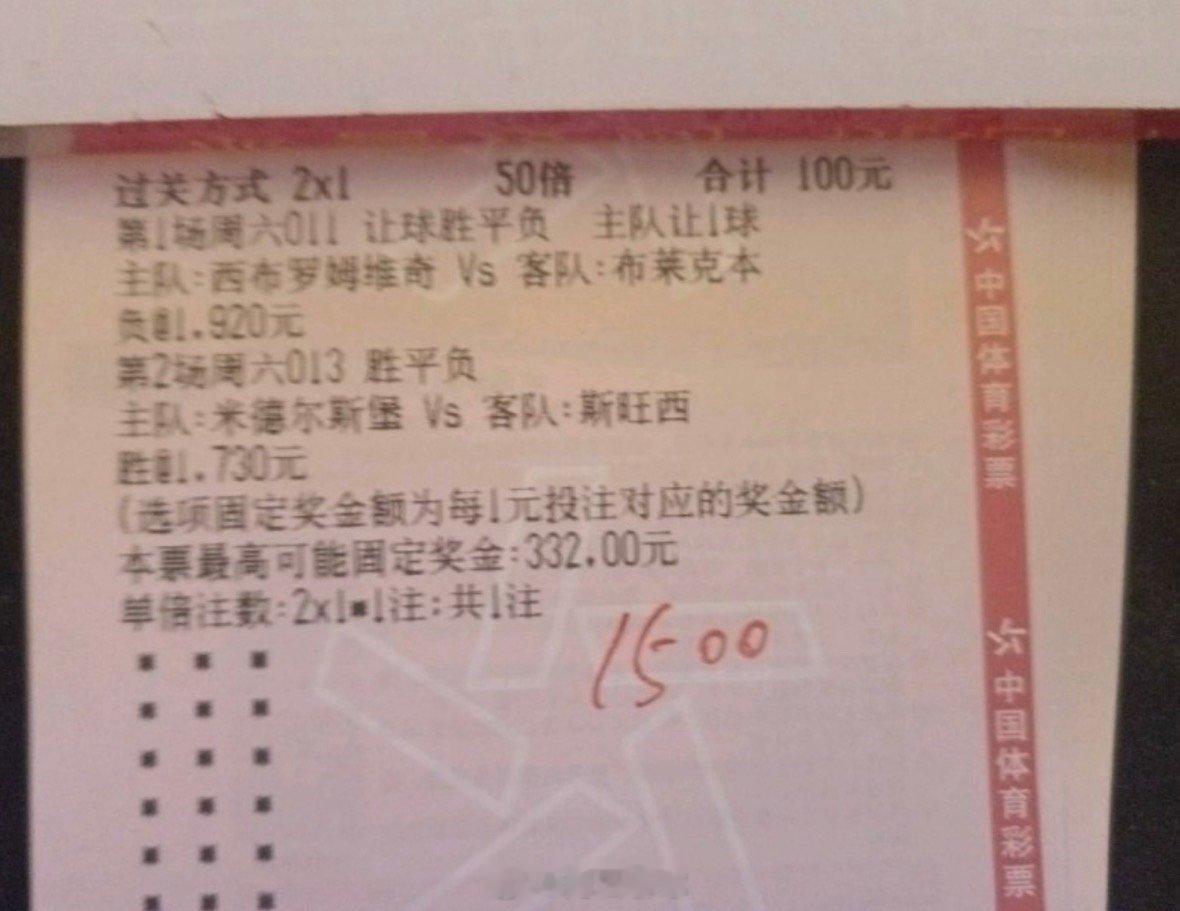 过关方式 2x1 50倍 合计 100元
第1场周六011 让球胜平负 主队让1球
主队:西布罗姆维奇 Vs 客队:布莱克本
负@1.920元
第2场周六013 胜平负
主队:米德尔斯堡 Vs 客队:斯旺西
胜@1.730元
(选项固定奖金额为每1元投注对应的奖金额)
本票最高可能固定奖金:332.00元
单倍注数:2x1*1注;共1注
1500
中国体育彩票
中国体育彩票